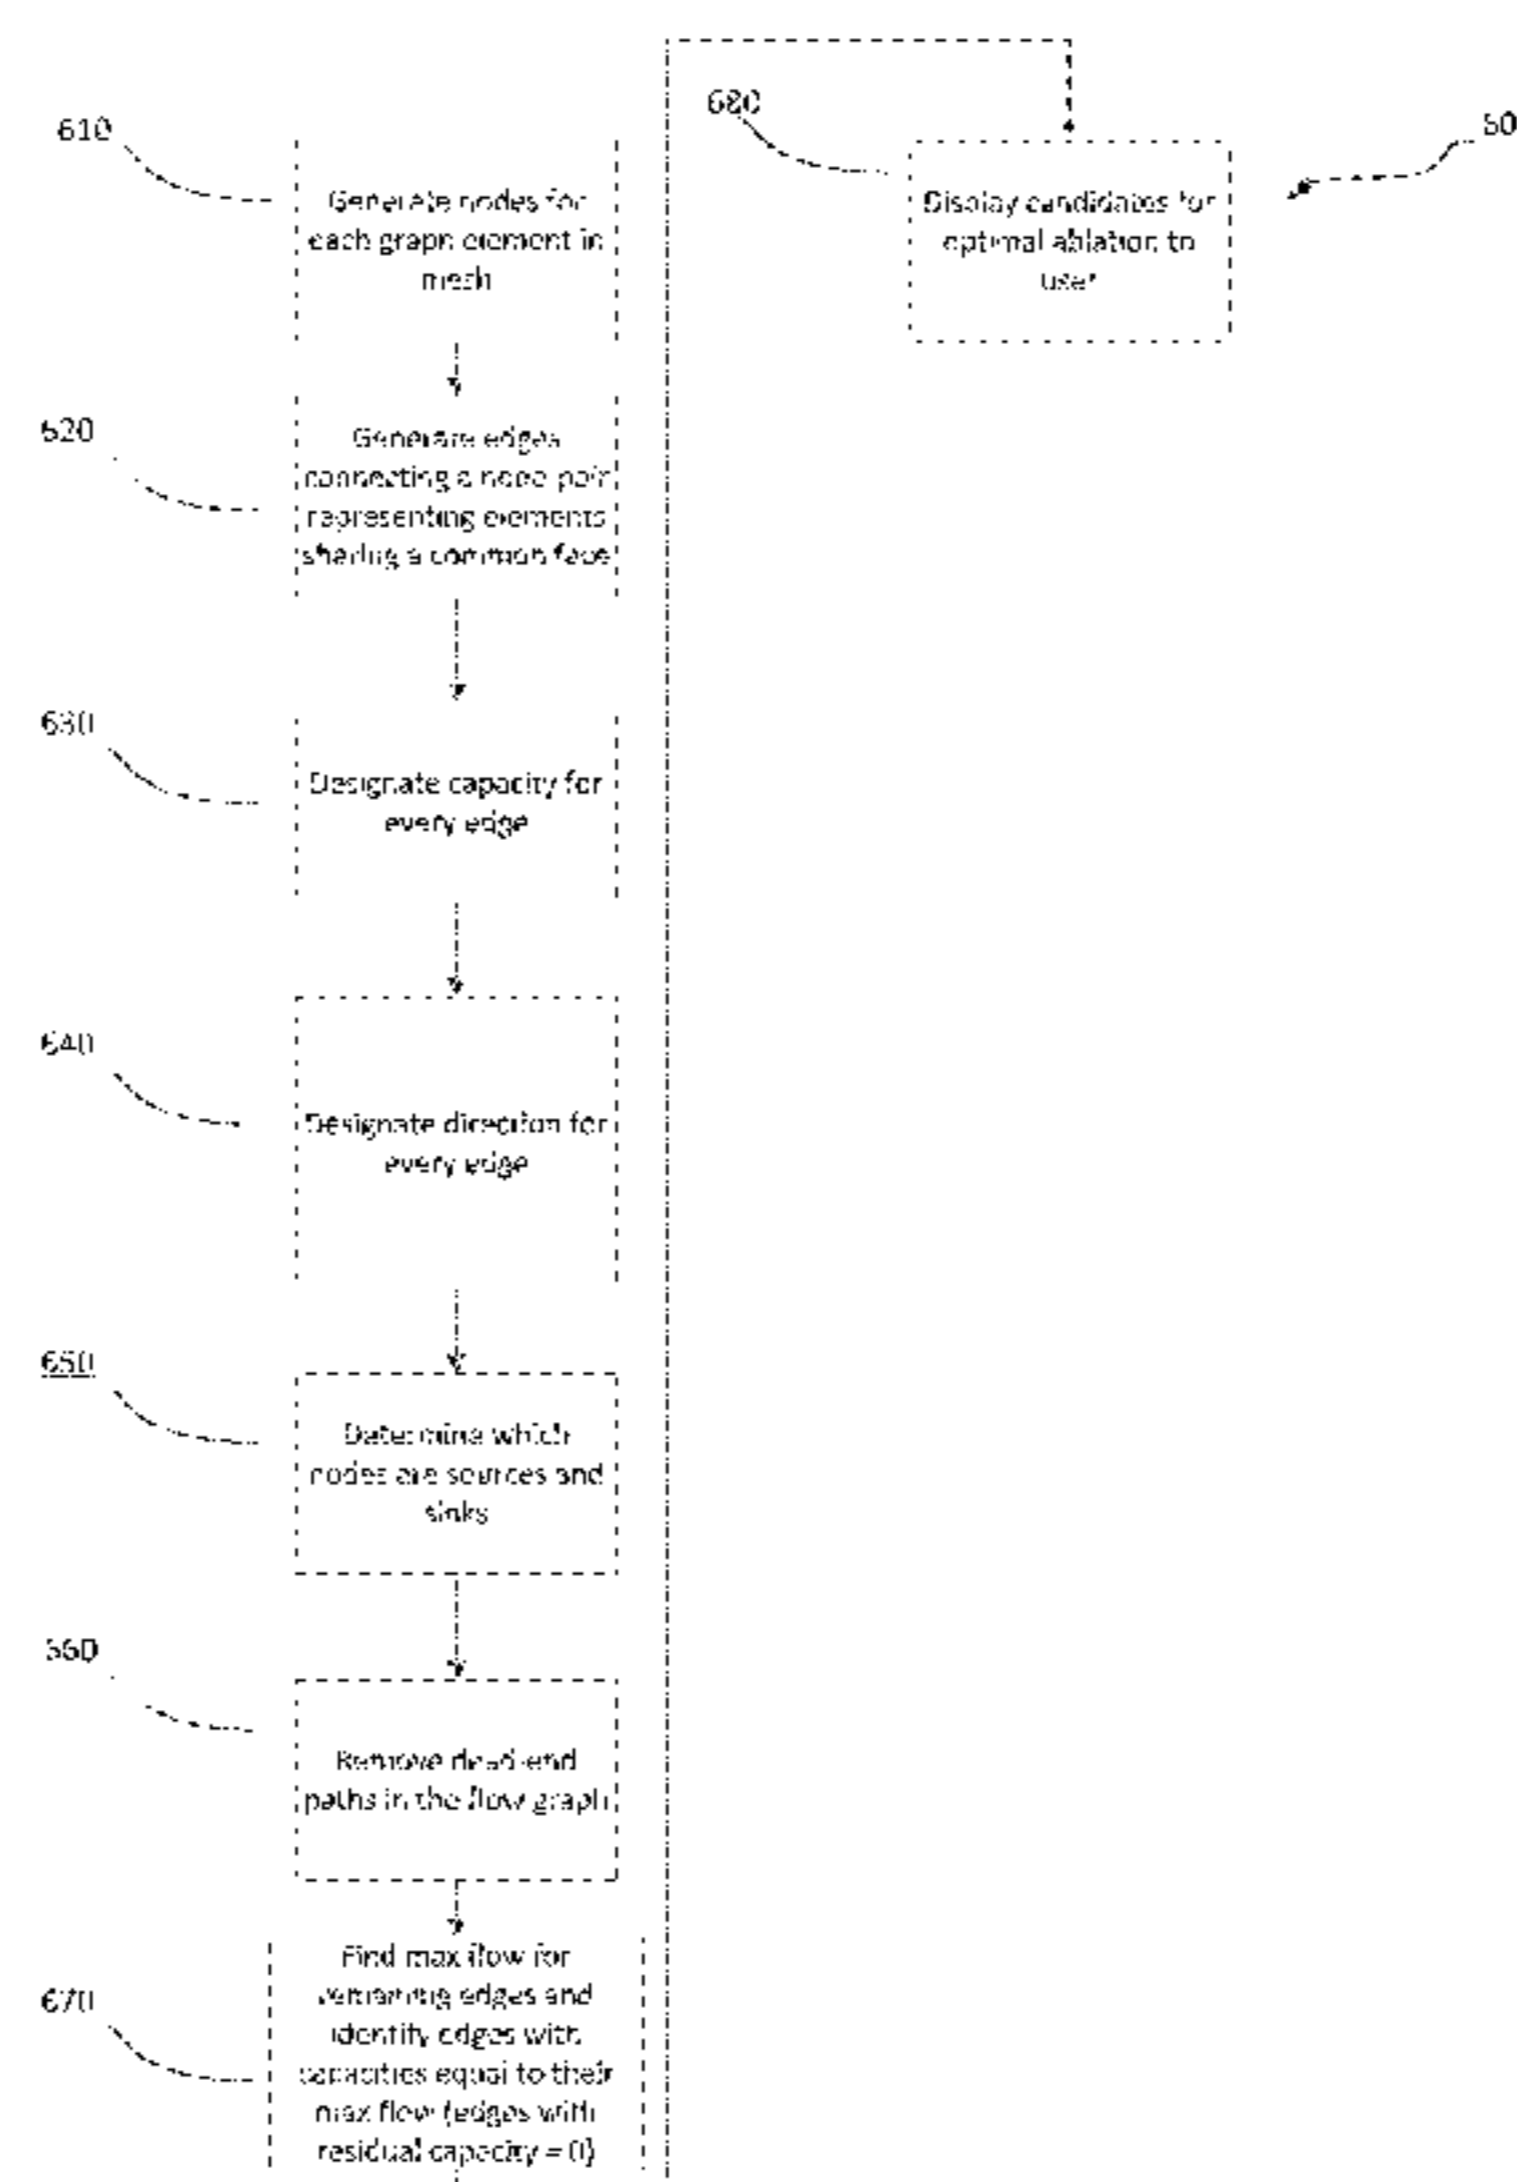 610
Generate nodes for
each graph element in
mesh
620
Generate edges
connecting a node pair
representing elements
sharing a common face
630
Designate capacity for
every edge
640
Designate direction for
every edge
650
Determine which
nodes are sources and
sinks
660
Remove dead-end
paths in the flow graph
670
Find max flow for
remaining edges and
identify edges with
capacities equal to their
max flow (edges with
residual capacity = 0)
680
Display candidates for
optimal ablation to
user
60